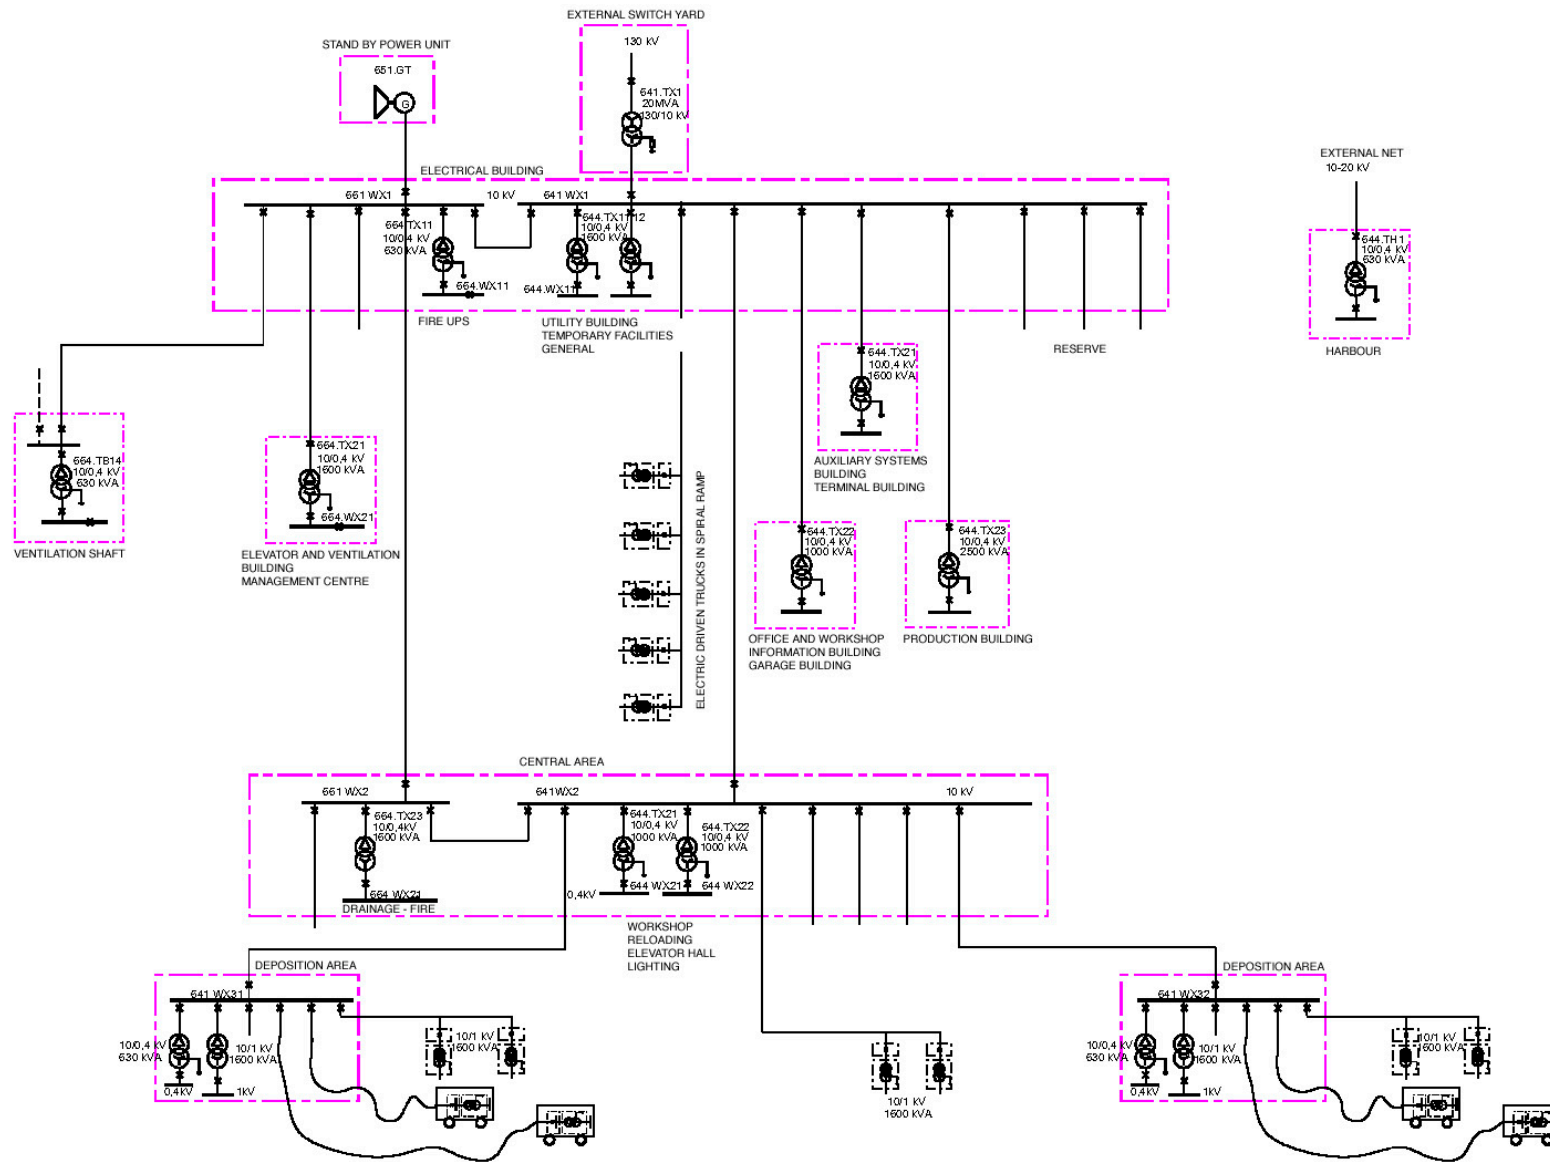 EXTERNAL SWITCH YARD
130 kV
STAND BY POWER UNIT
651.GT
G
641.TX1
20MVA
130/10 kV
EXTERNAL NET
10-20 kV
ELECTRICAL BUILDING
661 WX1
10 kV
641 WX1
664.TX11
10/0,4 kV
630 kVA
664.WX11
644.TX11,12
10/0,4 kV
1600 kVA
644.WX11
644.TH1
10/0,4 kV
630 kVA
HARBOUR
FIRE UPS
UTILITY BUILDING
TEMPORARY FACILITIES
GENERAL
RESERVE
644.TX21
10/0,4 kV
1600 kVA
AUXILIARY SYSTEMS
BUILDING
TERMINAL BUILDING
664.TB14
10/0,4 kV
630 kVA
VENTILATION SHAFT
664.TX21
10/0,4 kV
1600 kVA
664.WX21
ELEVATOR AND VENTILATION
BUILDING
MANAGEMENT CENTRE
ELECTRIC DRIVEN TRUCKS IN SPIRAL RAMP
644.TX22
10/0,4 kV
1000 kVA
OFFICE AND WORKSHOP
INFORMATION BUILDING
GARAGE BUILDING
644.TX23
10/0,4 kV
2500 kVA
PRODUCTION BUILDING
CENTRAL AREA
661 WX2
641WX2
10 kV
664.TX23
10/0,4kV
1600 kVA
664 WX21
DRAINAGE - FIRE
644.TX21
10/0,4 kV
1000 kVA
644 WX21
0,4kV
644.TX22
10/0,4 kV
1000 kVA
644 WX22
WORKSHOP
RELOADING
ELEVATOR HALL
LIGHTING
DEPOSITION AREA
641 WX31
10/0,4 kV
630 kVA
0,4kV
10/1 kV
1600 kVA
1kV
10/1 kV
1600 kVA
10/1 kV
1600 kVA
DEPOSITION AREA
641 WX32
10/0,4 kV
630 kVA
0,4kV
10/1 kV
1600 kVA
1kV
10/1 kV
1600 kVA